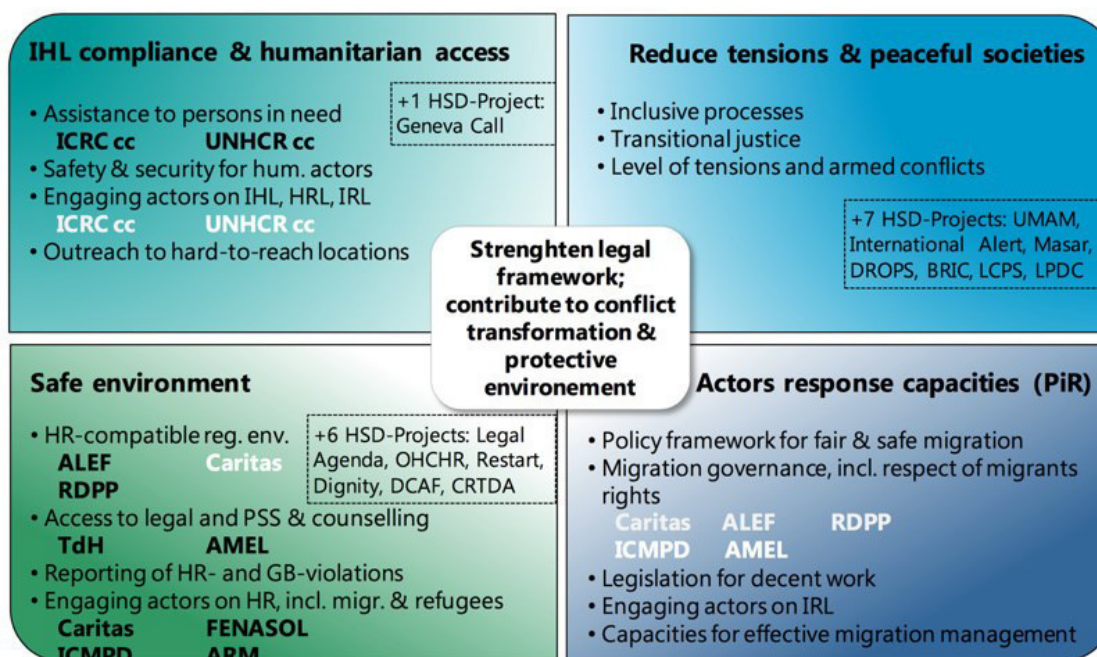 IHL compliance & humanitarian access
• Assistance to persons in need
ICRC cc UNHCR cc
• Safety & security for hum. actors
• Engaging actors on IHL, HRL, IRL
ICRC cc UNHCR cc
• Outreach to hard-to-reach locations
+1 HSD-Project:
Geneva Call
Reduce tensions & peaceful societies
• Inclusive processes
• Transitional justice
• Level of tensions and armed conflicts
+7 HSD-Projects: UMAM,
International Alert, Masar,
DROPS, BRIC, LCPS, LPDC
Strenghten legal
framework;
contribute to conflict
transformation &
protective
environement
Safe environment
• HR-compatible reg. env.
ALEF Caritas
RDPP
• Access to legal and PSS & counselling
TdH AMEL
• Reporting of HR- and GB-violations
• Engaging actors on HR, incl. migr. & refugees
Caritas FENASOL
ICMPD ARM
+6 HSD-Projects: Legal
Agenda, OHCHR, Restart,
Dignity, DCAF, CRTDA
Actors response capacities (PiR)
• Policy framework for fair & safe migration
• Migration governance, incl. respect of migrants
rights
Caritas ALEF RDPP
ICMPD AMEL
• Legislation for decent work
• Engaging actors on IRL
• Capacities for effective migration management